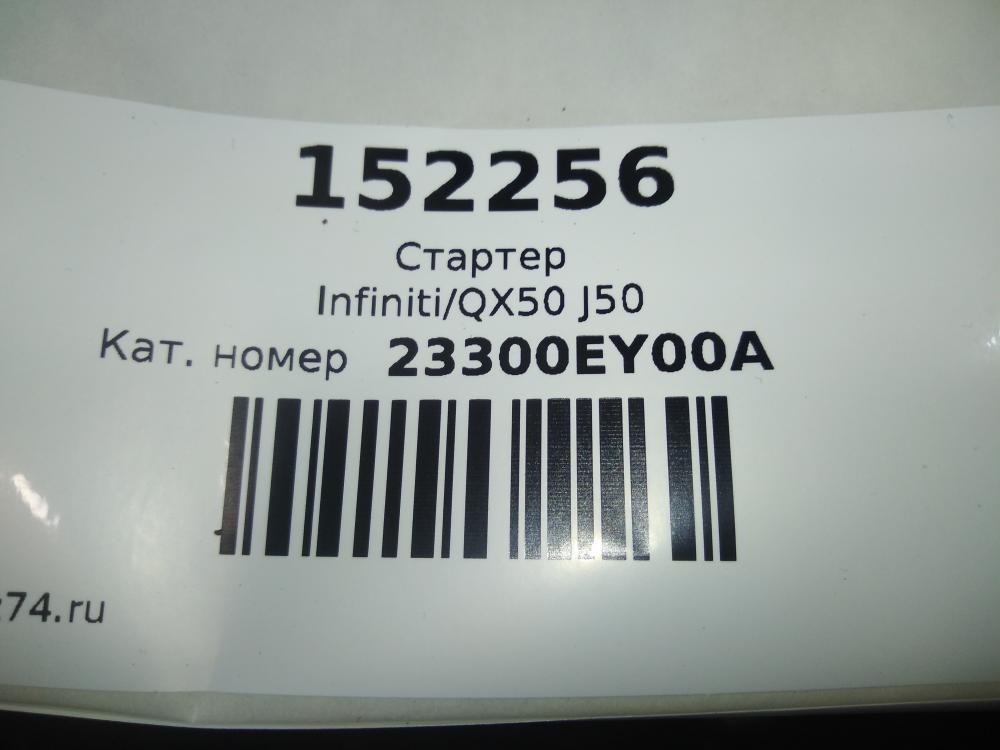 152256
Стартер
Infiniti/QX50 J50
Кат. номер 23300EY00A
74.ru